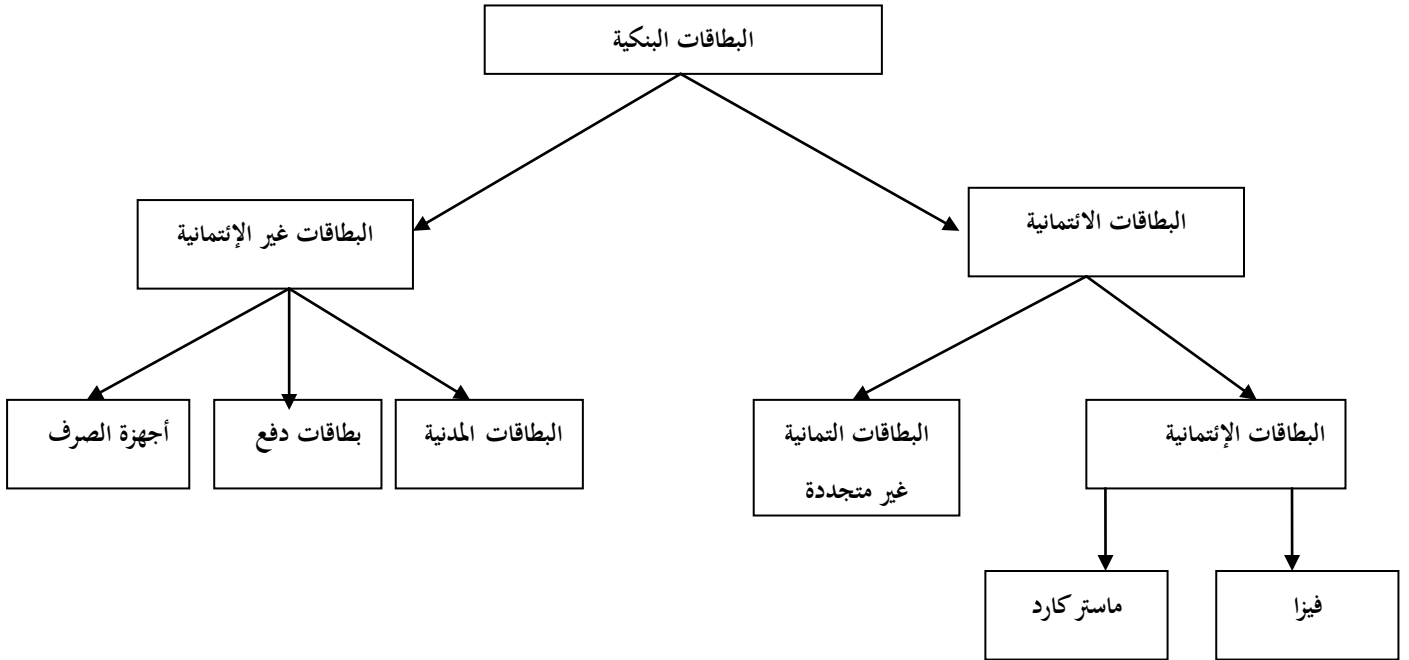 البطاقات البنكية
البطاقات الائتمانية
البطاقات غير الإئتمانية
البطاقات الإئتمانية
البطاقات التمانية
غير متجددة
البطاقات المدنية
بطاقات دفع
أجهزة الصرف
فيزا
ماستر كارد